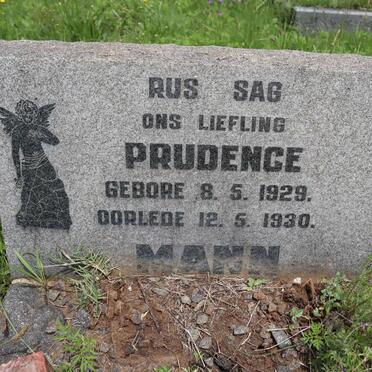 RUS SAG
ONS LIEFLING
PRUDENCE
GEBORE 8. 5. 1929.
OORLEDE 12. 5. 1930.
MANN